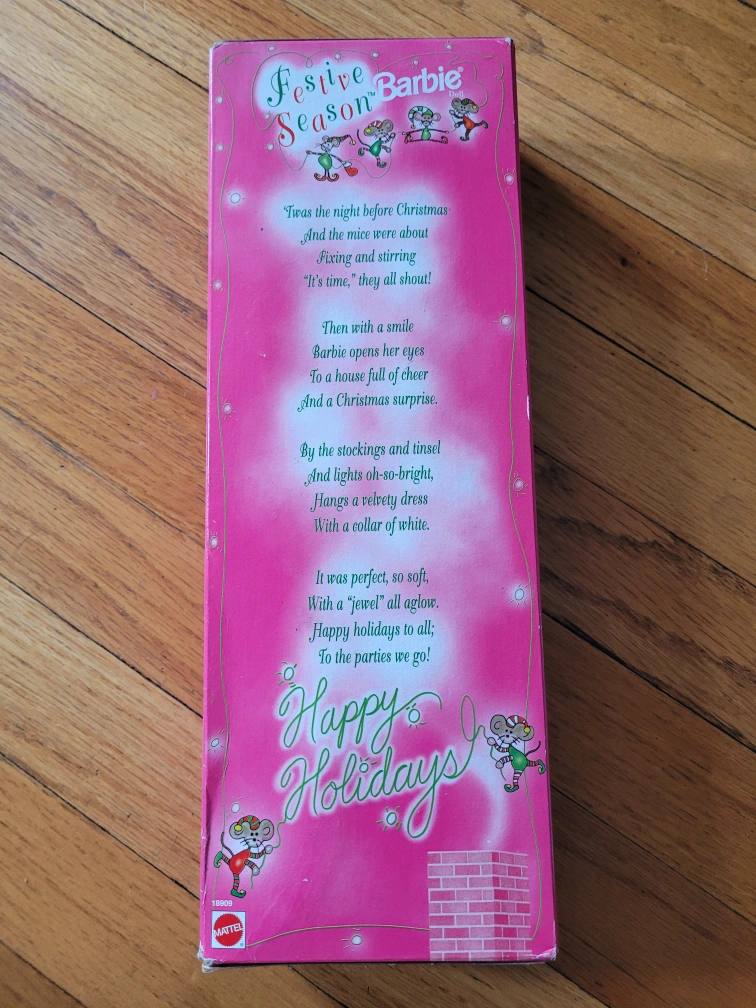 Festive
Season™ Barbie®
Doll
'Twas the night before Christmas
And the mice were about
Fixing and stirring
"It's time," they all shout!
Then with a smile
Barbie opens her eyes
To a house full of cheer
And a Christmas surprise.
By the stockings and tinsel
And lights oh-so-bright,
Hangs a velvety dress
With a collar of white.
It was perfect, so soft,
With a "jewel" all aglow.
Happy holidays to all;
To the parties we go!
Happy
Holidays
18909
MATTEL